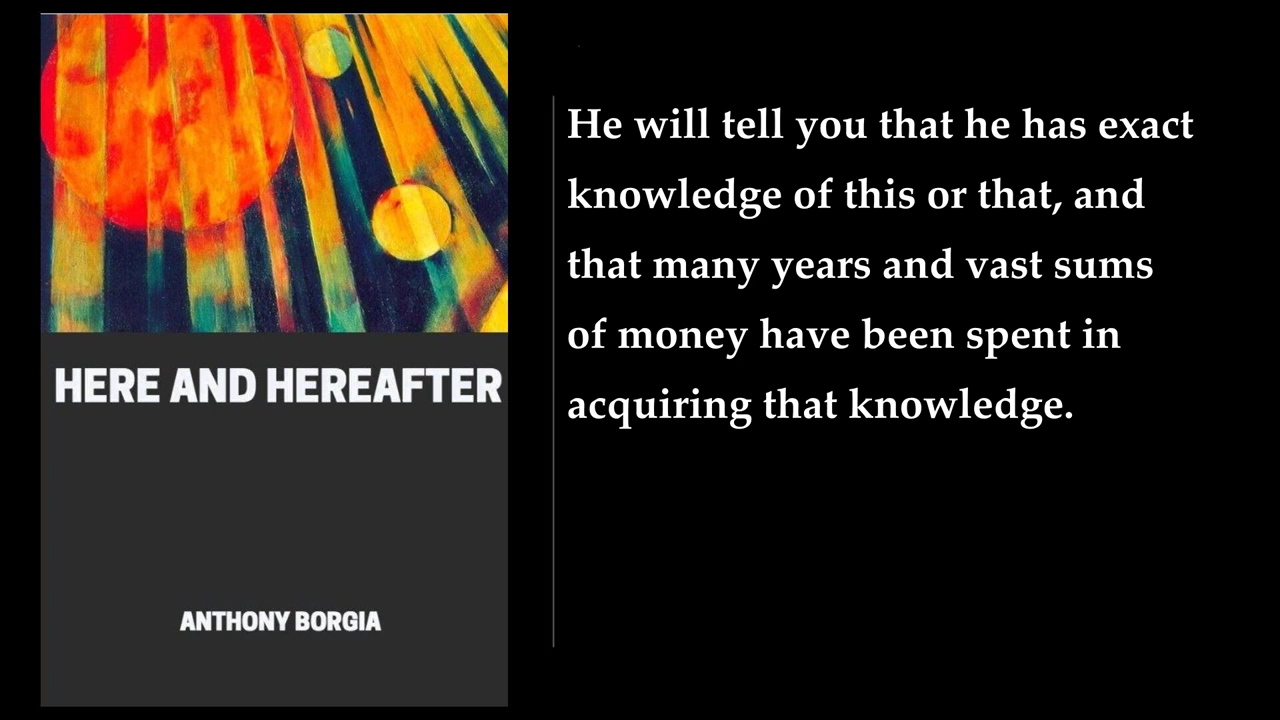 HERE AND HEREAFTER
ANTHONY BORGIA
He will tell you that he has exact
knowledge of this or that, and
that many years and vast sums
of money have been spent in
acquiring that knowledge.